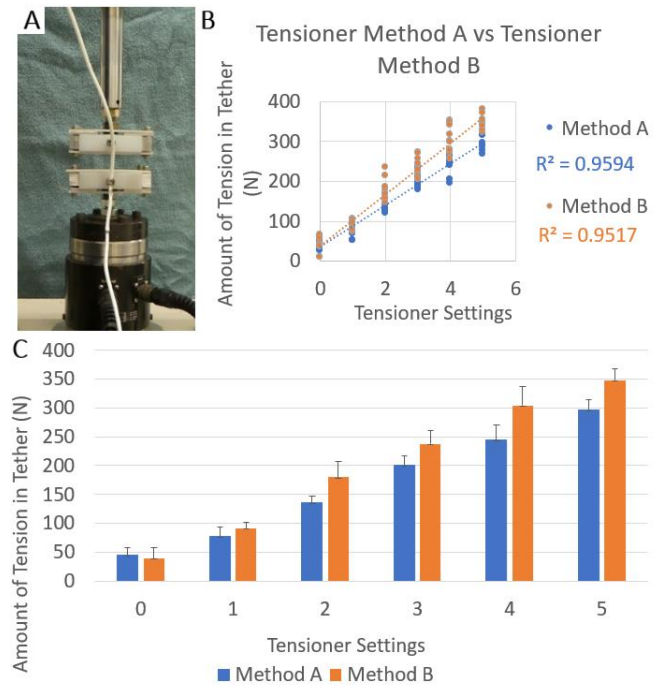 A
B
Tensioner Method A vs Tensioner
Method B
Amount of Tension in Tether
(N)
400
300
200
100
0
0 2 4 6
Tensioner Settings
Method A
R² = 0.9594
Method B
R² = 0.9517
C
Amount of Tension in Tether (N)
400
350
300
250
200
150
100
50
0
0 1 2 3 4 5
Tensioner Settings
Method A Method B